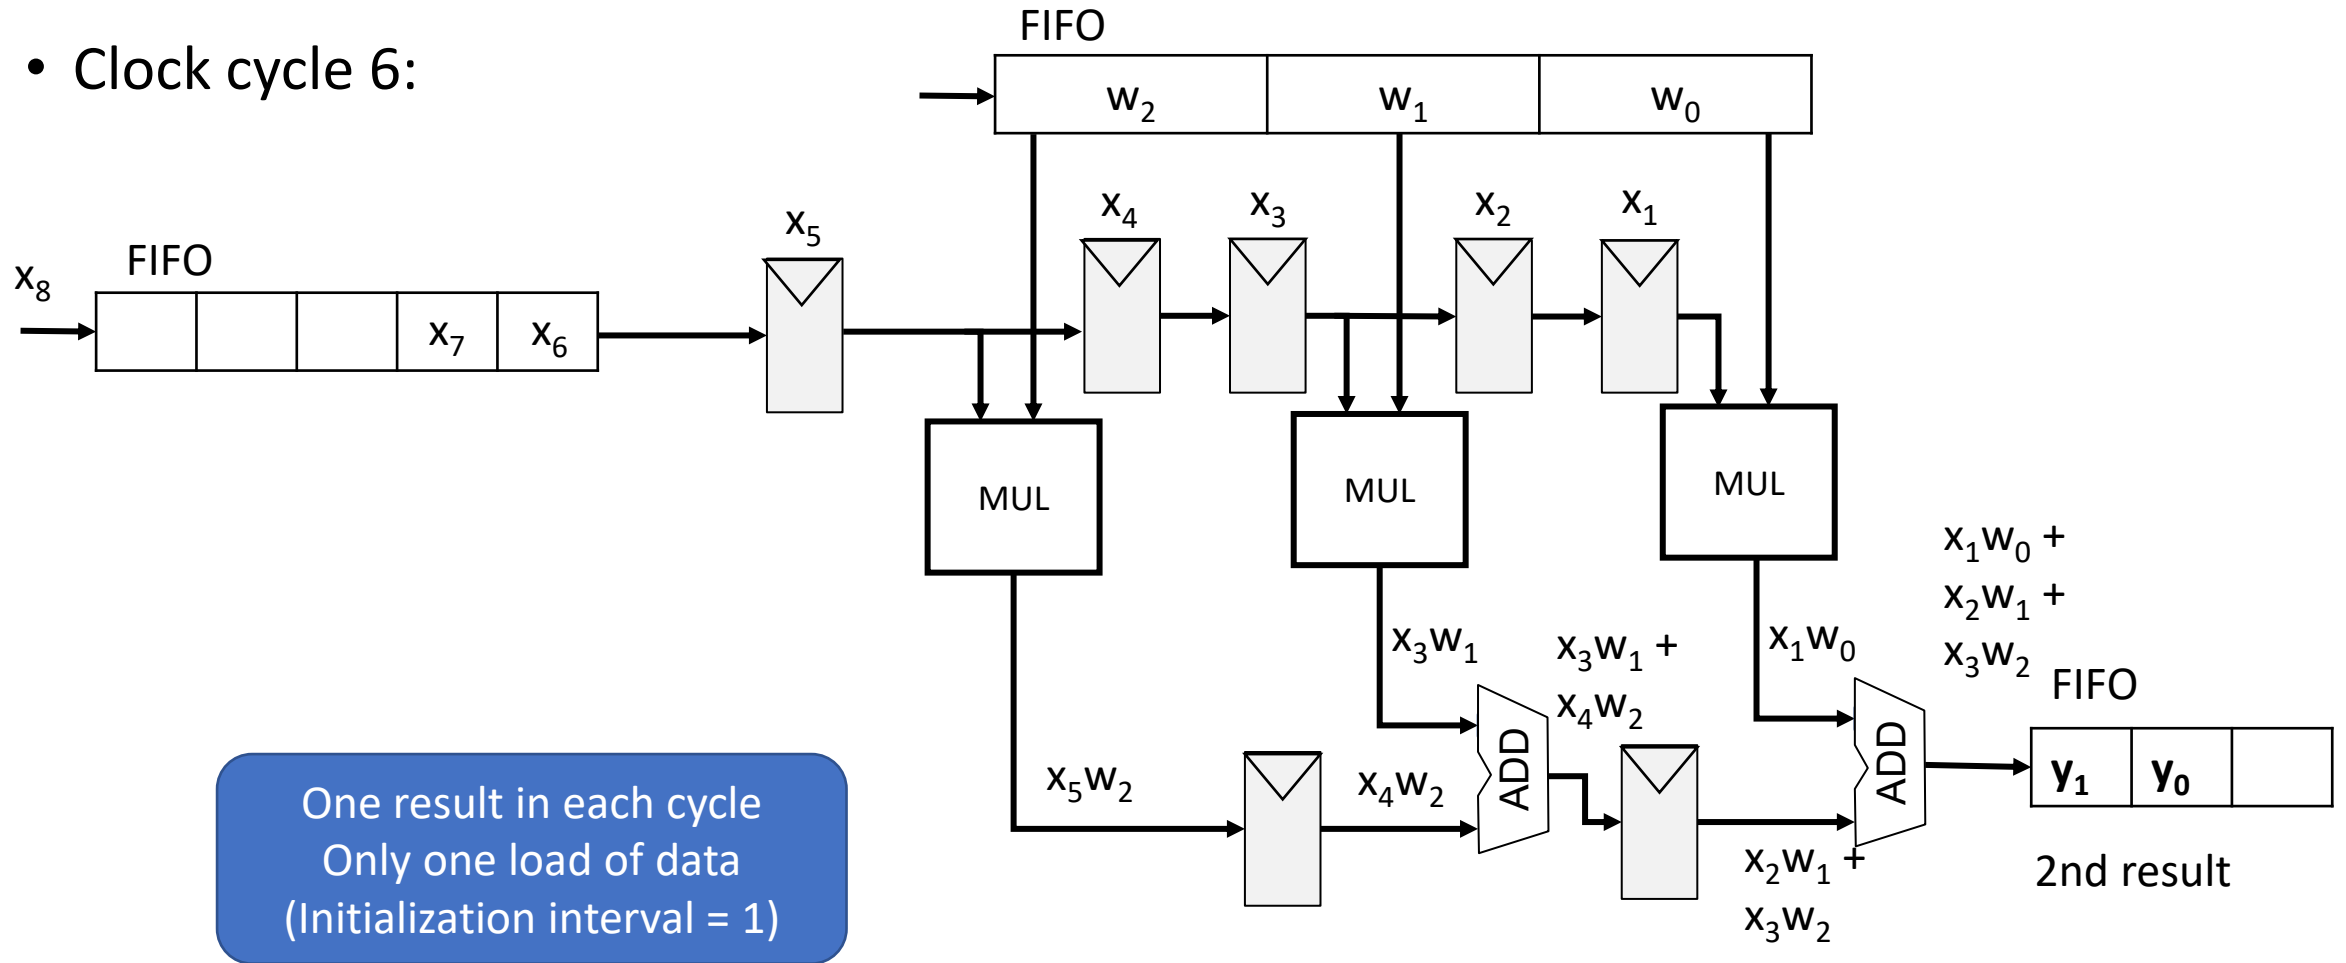 • Clock cycle 6:
FIFO
w₂ w₁ w₀
x₈
FIFO
x₇ x₆
x₅
x₄
x₃
x₂
x₁
MUL
MUL
MUL
x₅w₂
x₄w₂
x₃w₁
ADD
x₃w₁ +
x₄w₂
x₁w₀
x₂w₁ +
x₃w₂
ADD
x₁w₀ +
x₂w₁ +
x₃w₂
FIFO
y₁ y₀
2nd result
One result in each cycle
Only one load of data
(Initialization interval = 1)